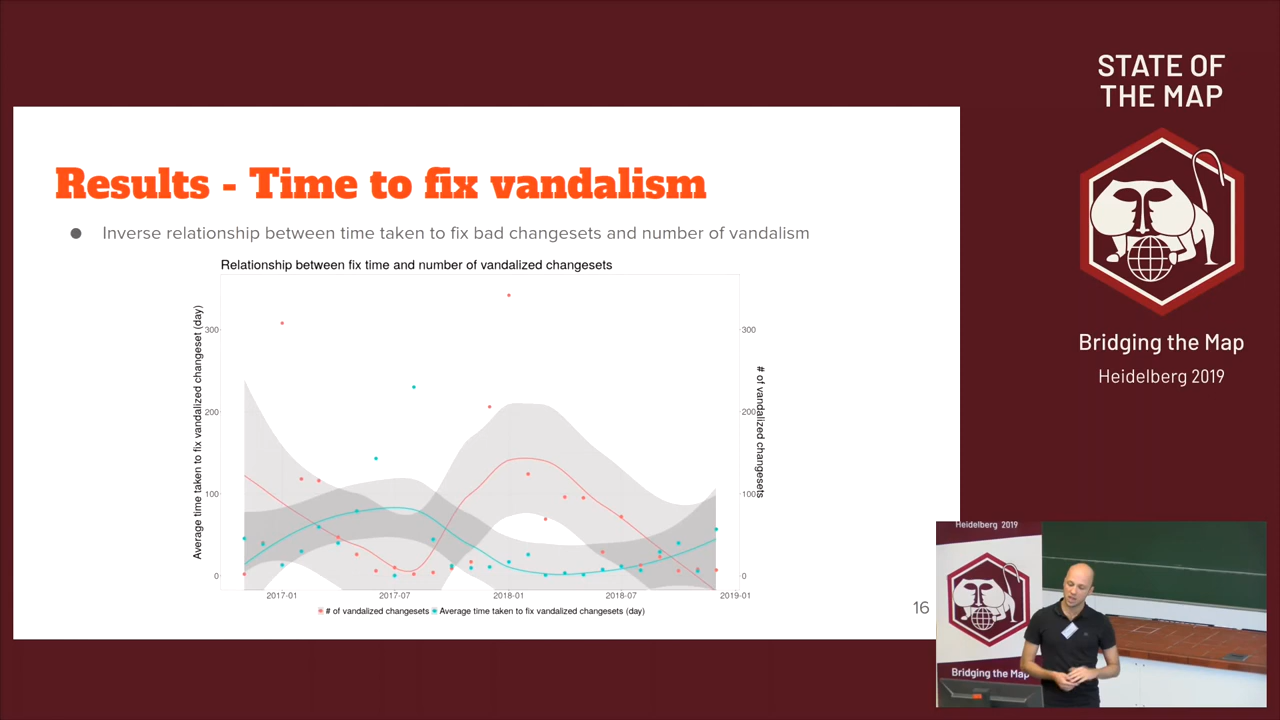 STATE OF
THE MAP
Bridging the Map
Heidelberg 2019
Results - Time to fix vandalism
● Inverse relationship between time taken to fix bad changesets and number of vandalism
Relationship between fix time and number of vandalized changesets
Average time taken to fix vandalized changeset (day)
300
200
100
0
300
200
100
0
# of vandalized changesets
2017-01 2017-07 2018-01 2018-07 2019-01
# of vandalized changesets Average time taken to fix vandalized changesets (day)
16
Heidelberg 2019
Bridging the Map